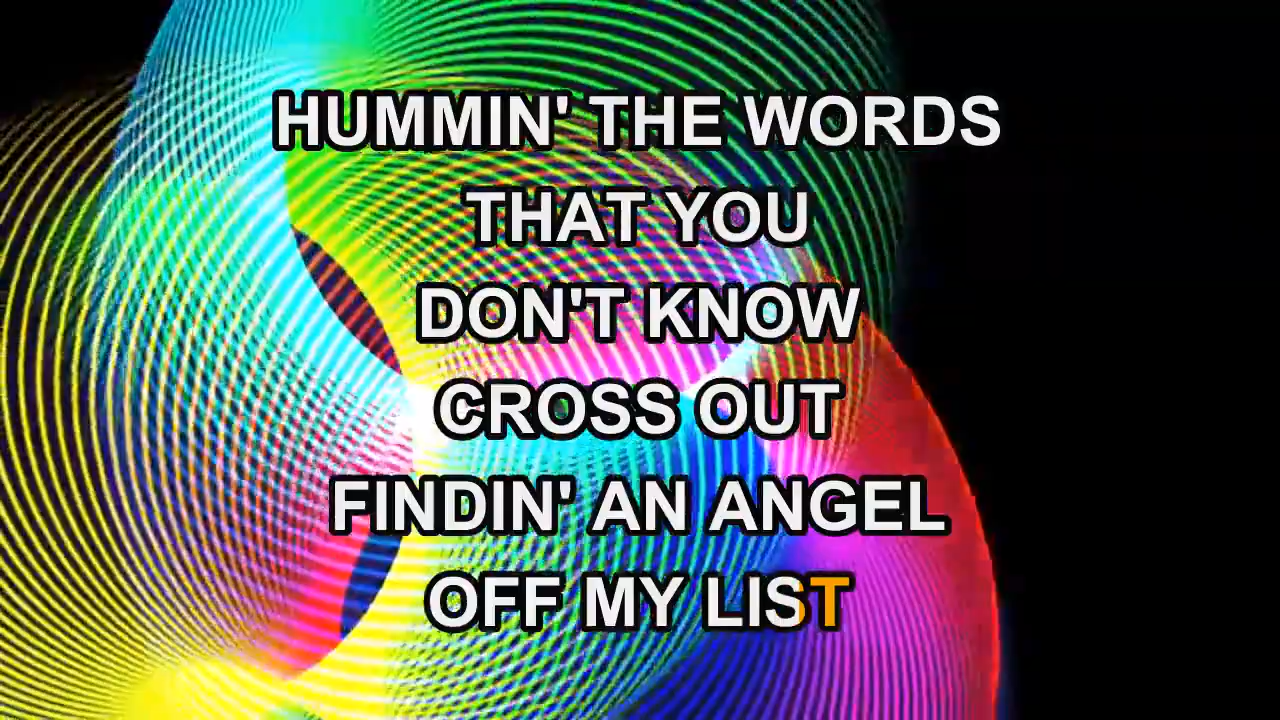 HUMMIN' THE WORDS
THAT YOU
DON'T KNOW
CROSS OUT
FINDIN' AN ANGEL
OFF MY LIST